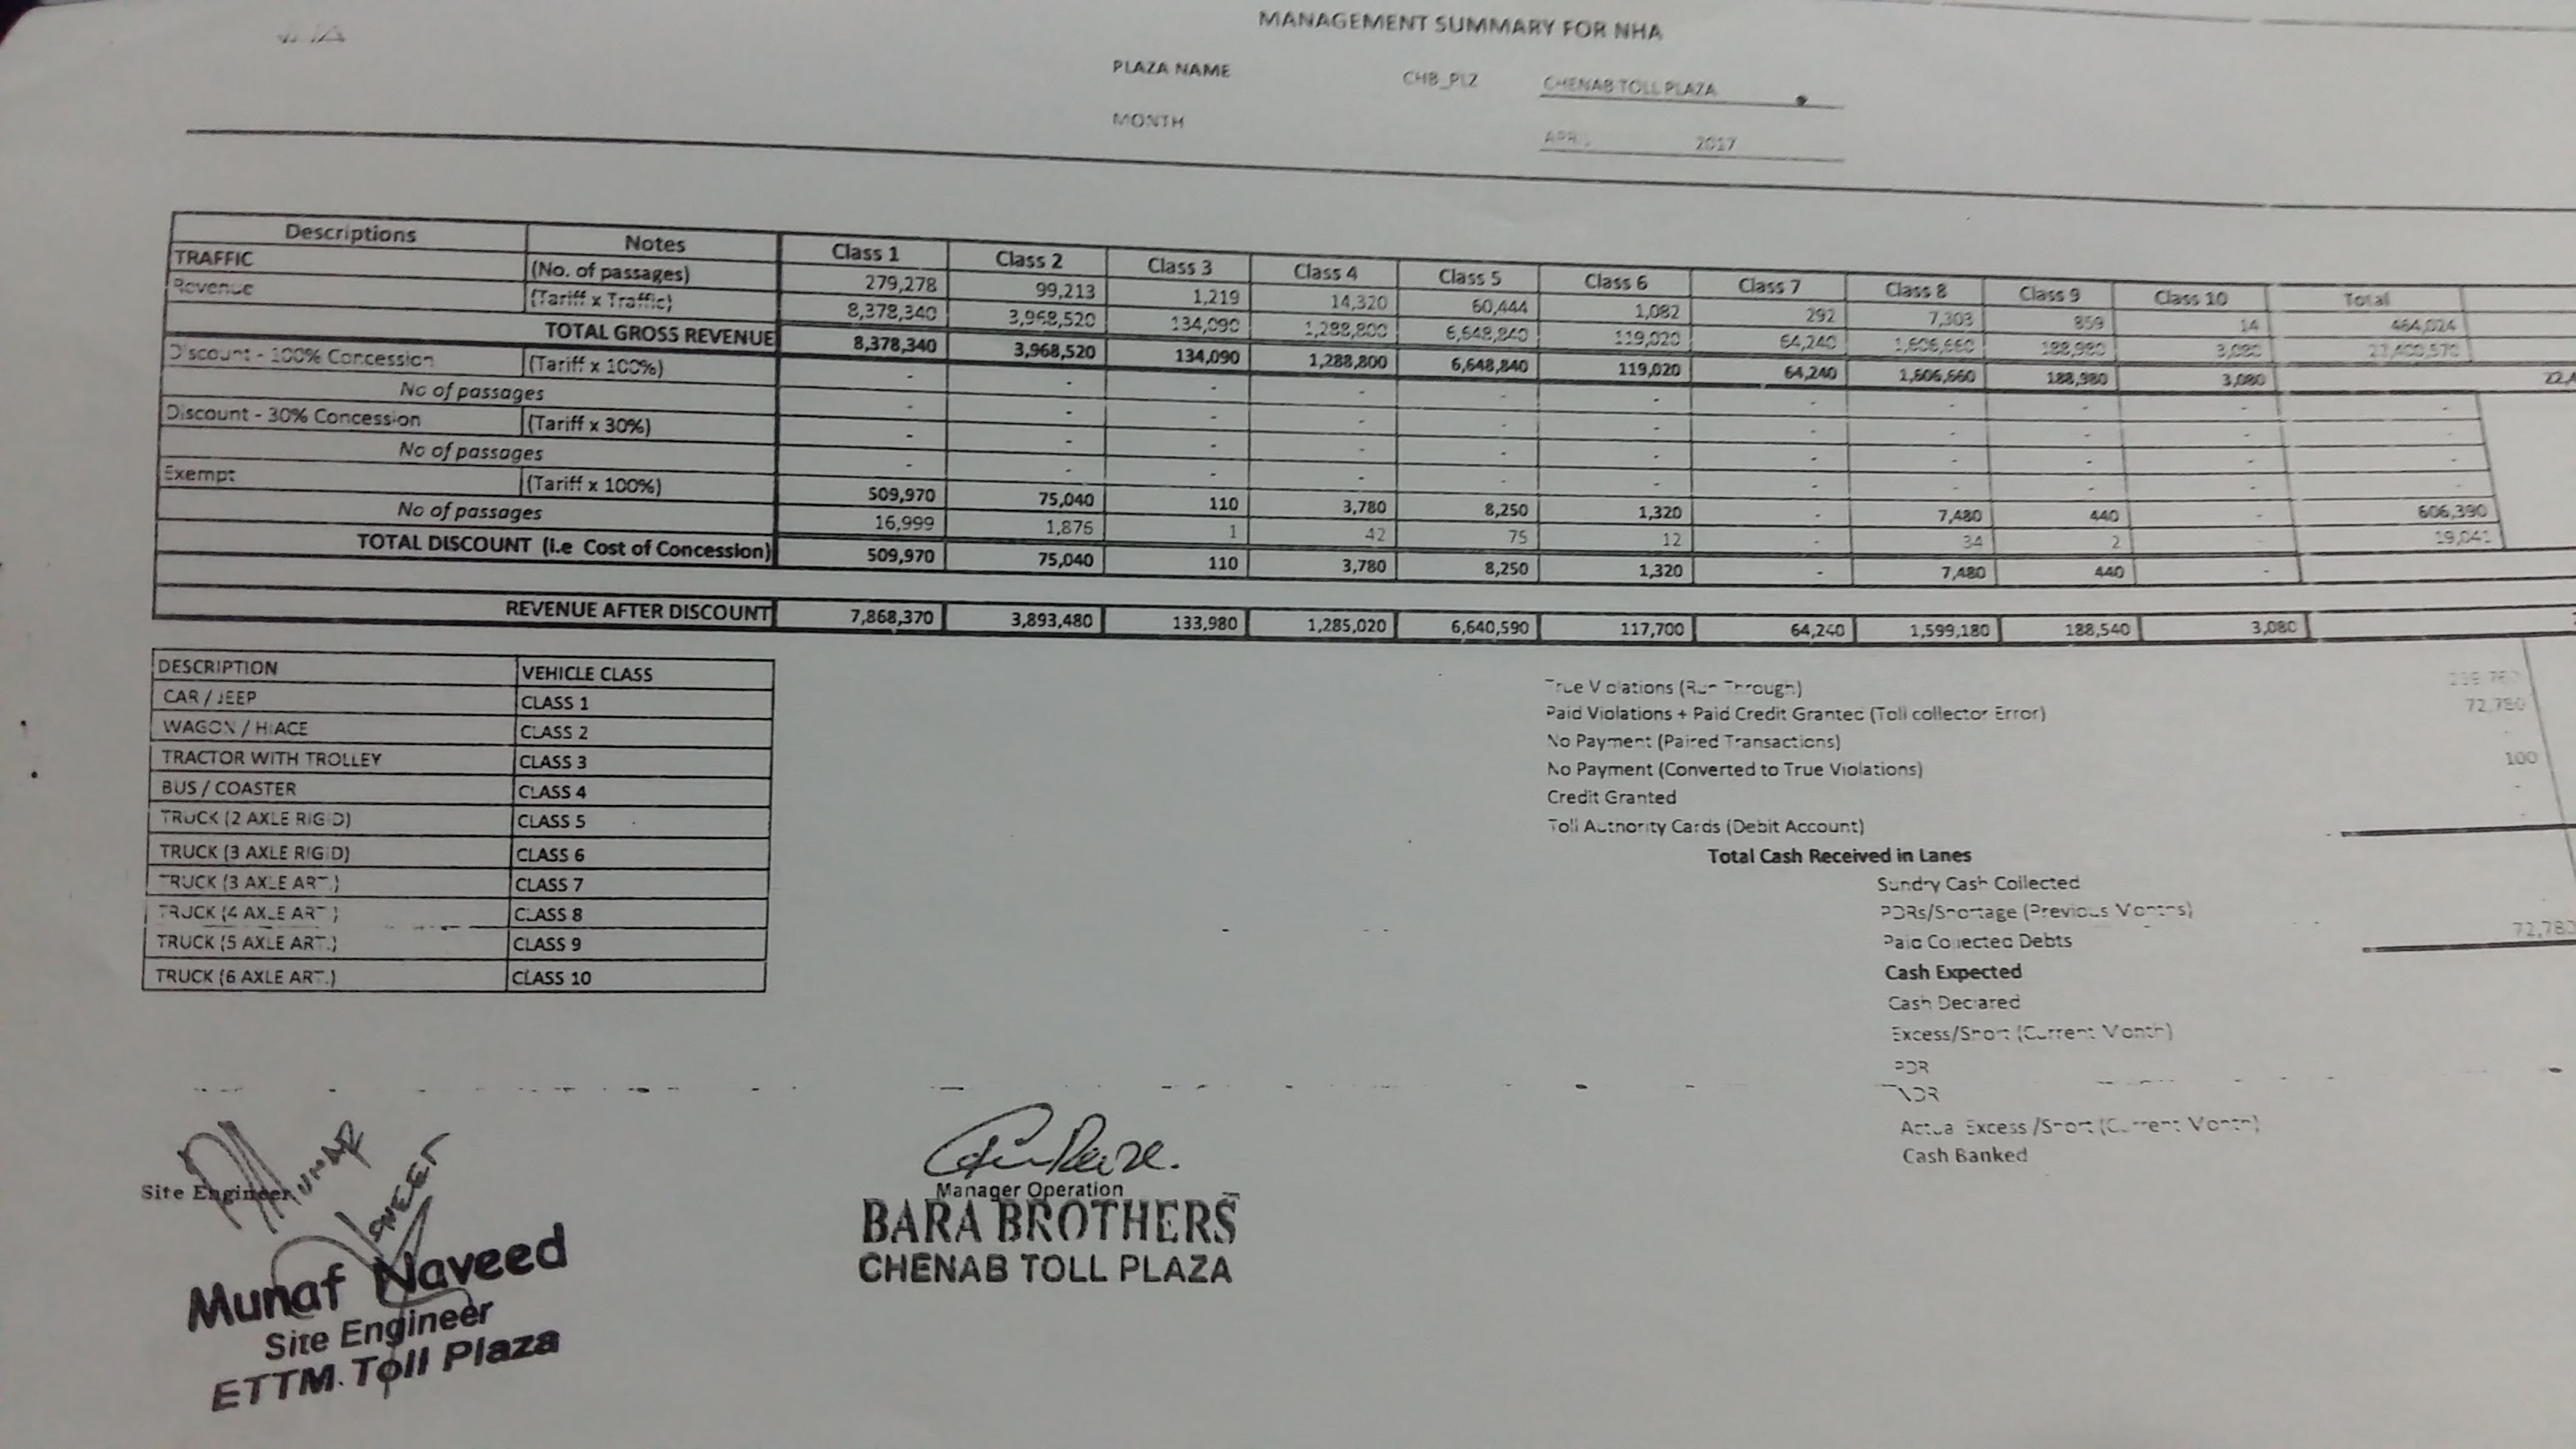 MANAGEMENT SUMMARY FOR NHA
PLAZA NAME CHB_PLZ CHENAB TOLL PLAZA
MONTH 2017
Descriptions Notes Class 1 Class 2 Class 3 Class 4 Class 5 Class 6 Class 7 Class 8 Class 9 Class 10 Total
TRAFFIC (No. of passages) 279,278 99,213 1,219 14,320 60,444 1,082 292 7,303 859 14 464,024
Revenue (Tariff x Traffic) 8,378,340 3,968,520 134,090 1,288,800 6,648,840 119,020 64,240 1,606,660 188,980 3,080
TOTAL GROSS REVENUE 8,378,340 3,968,520 134,090 1,288,800 6,648,840 119,020 64,240 1,606,660 188,980 3,080 22,4
Discount - 100% Concession (Tariff x 100%) - - - - - - - - - - -
No of passages - - - - - - - - - - -
Discount - 30% Concession (Tariff x 30%) - - - - - - - - - - -
No of passages - - - - - - - - - - -
Exempt (Tariff x 100%) 509,970 75,040 110 3,780 8,250 1,320 - 7,480 440 - 606,390
No of passages 16,999 1,876 1 42 75 12 - 34 2 19,041
TOTAL DISCOUNT (i.e Cost of Concession) 509,970 75,040 110 3,780 8,250 1,320 - 7,480 440 -
REVENUE AFTER DISCOUNT 7,868,370 3,893,480 133,980 1,285,020 6,640,590 117,700 64,240 1,599,180 188,540 3,080
DESCRIPTION VEHICLE CLASS
CAR / JEEP CLASS 1
WAGON / HIACE CLASS 2
TRACTOR WITH TROLLEY CLASS 3
BUS / COASTER CLASS 4
TRUCK (2 AXLE RIGID) CLASS 5
TRUCK (3 AXLE RIGID) CLASS 6
TRUCK (3 AXLE ART.) CLASS 7
TRUCK (4 AXLE ART.) CLASS 8
TRUCK (5 AXLE ART.) CLASS 9
TRUCK (6 AXLE ART.) CLASS 10
True Violations (Run Through)
Paid Violations + Paid Credit Granted (Toll collector Error) 72,780
No Payment (Paired Transactions) -
No Payment (Converted to True Violations) 100
Credit Granted -
Toll Authority Cards (Debit Account) -
Total Cash Received in Lanes
Sundry Cash Collected
PDRs/Shortage (Previous Months)
Paid Collected Debts 72,780
Cash Expected
Cash Declared
Excess/Short (Current Month)
PDR
Actual Excess /Short (Current Month)
Cash Banked
Site Engineer
MUNAF
Munaf Naveed
Site Engineer
ETTM. Toll Plaza
Manager Operation
BARA BROTHERS
CHENAB TOLL PLAZA